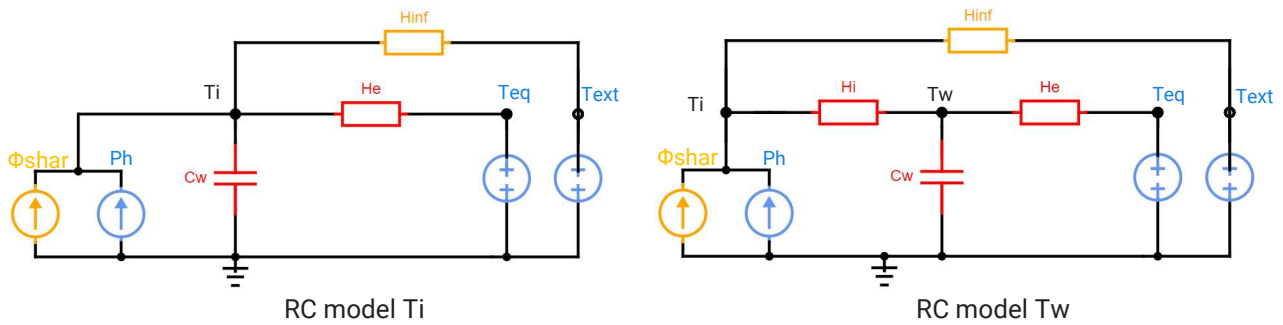 Hinf
Ti
He
Teq
Text
Φshar
Ph
Cw
RC model Ti
Hinf
Ti
Hi
Tw
He
Teq
Text
Φshar
Ph
Cw
RC model Tw